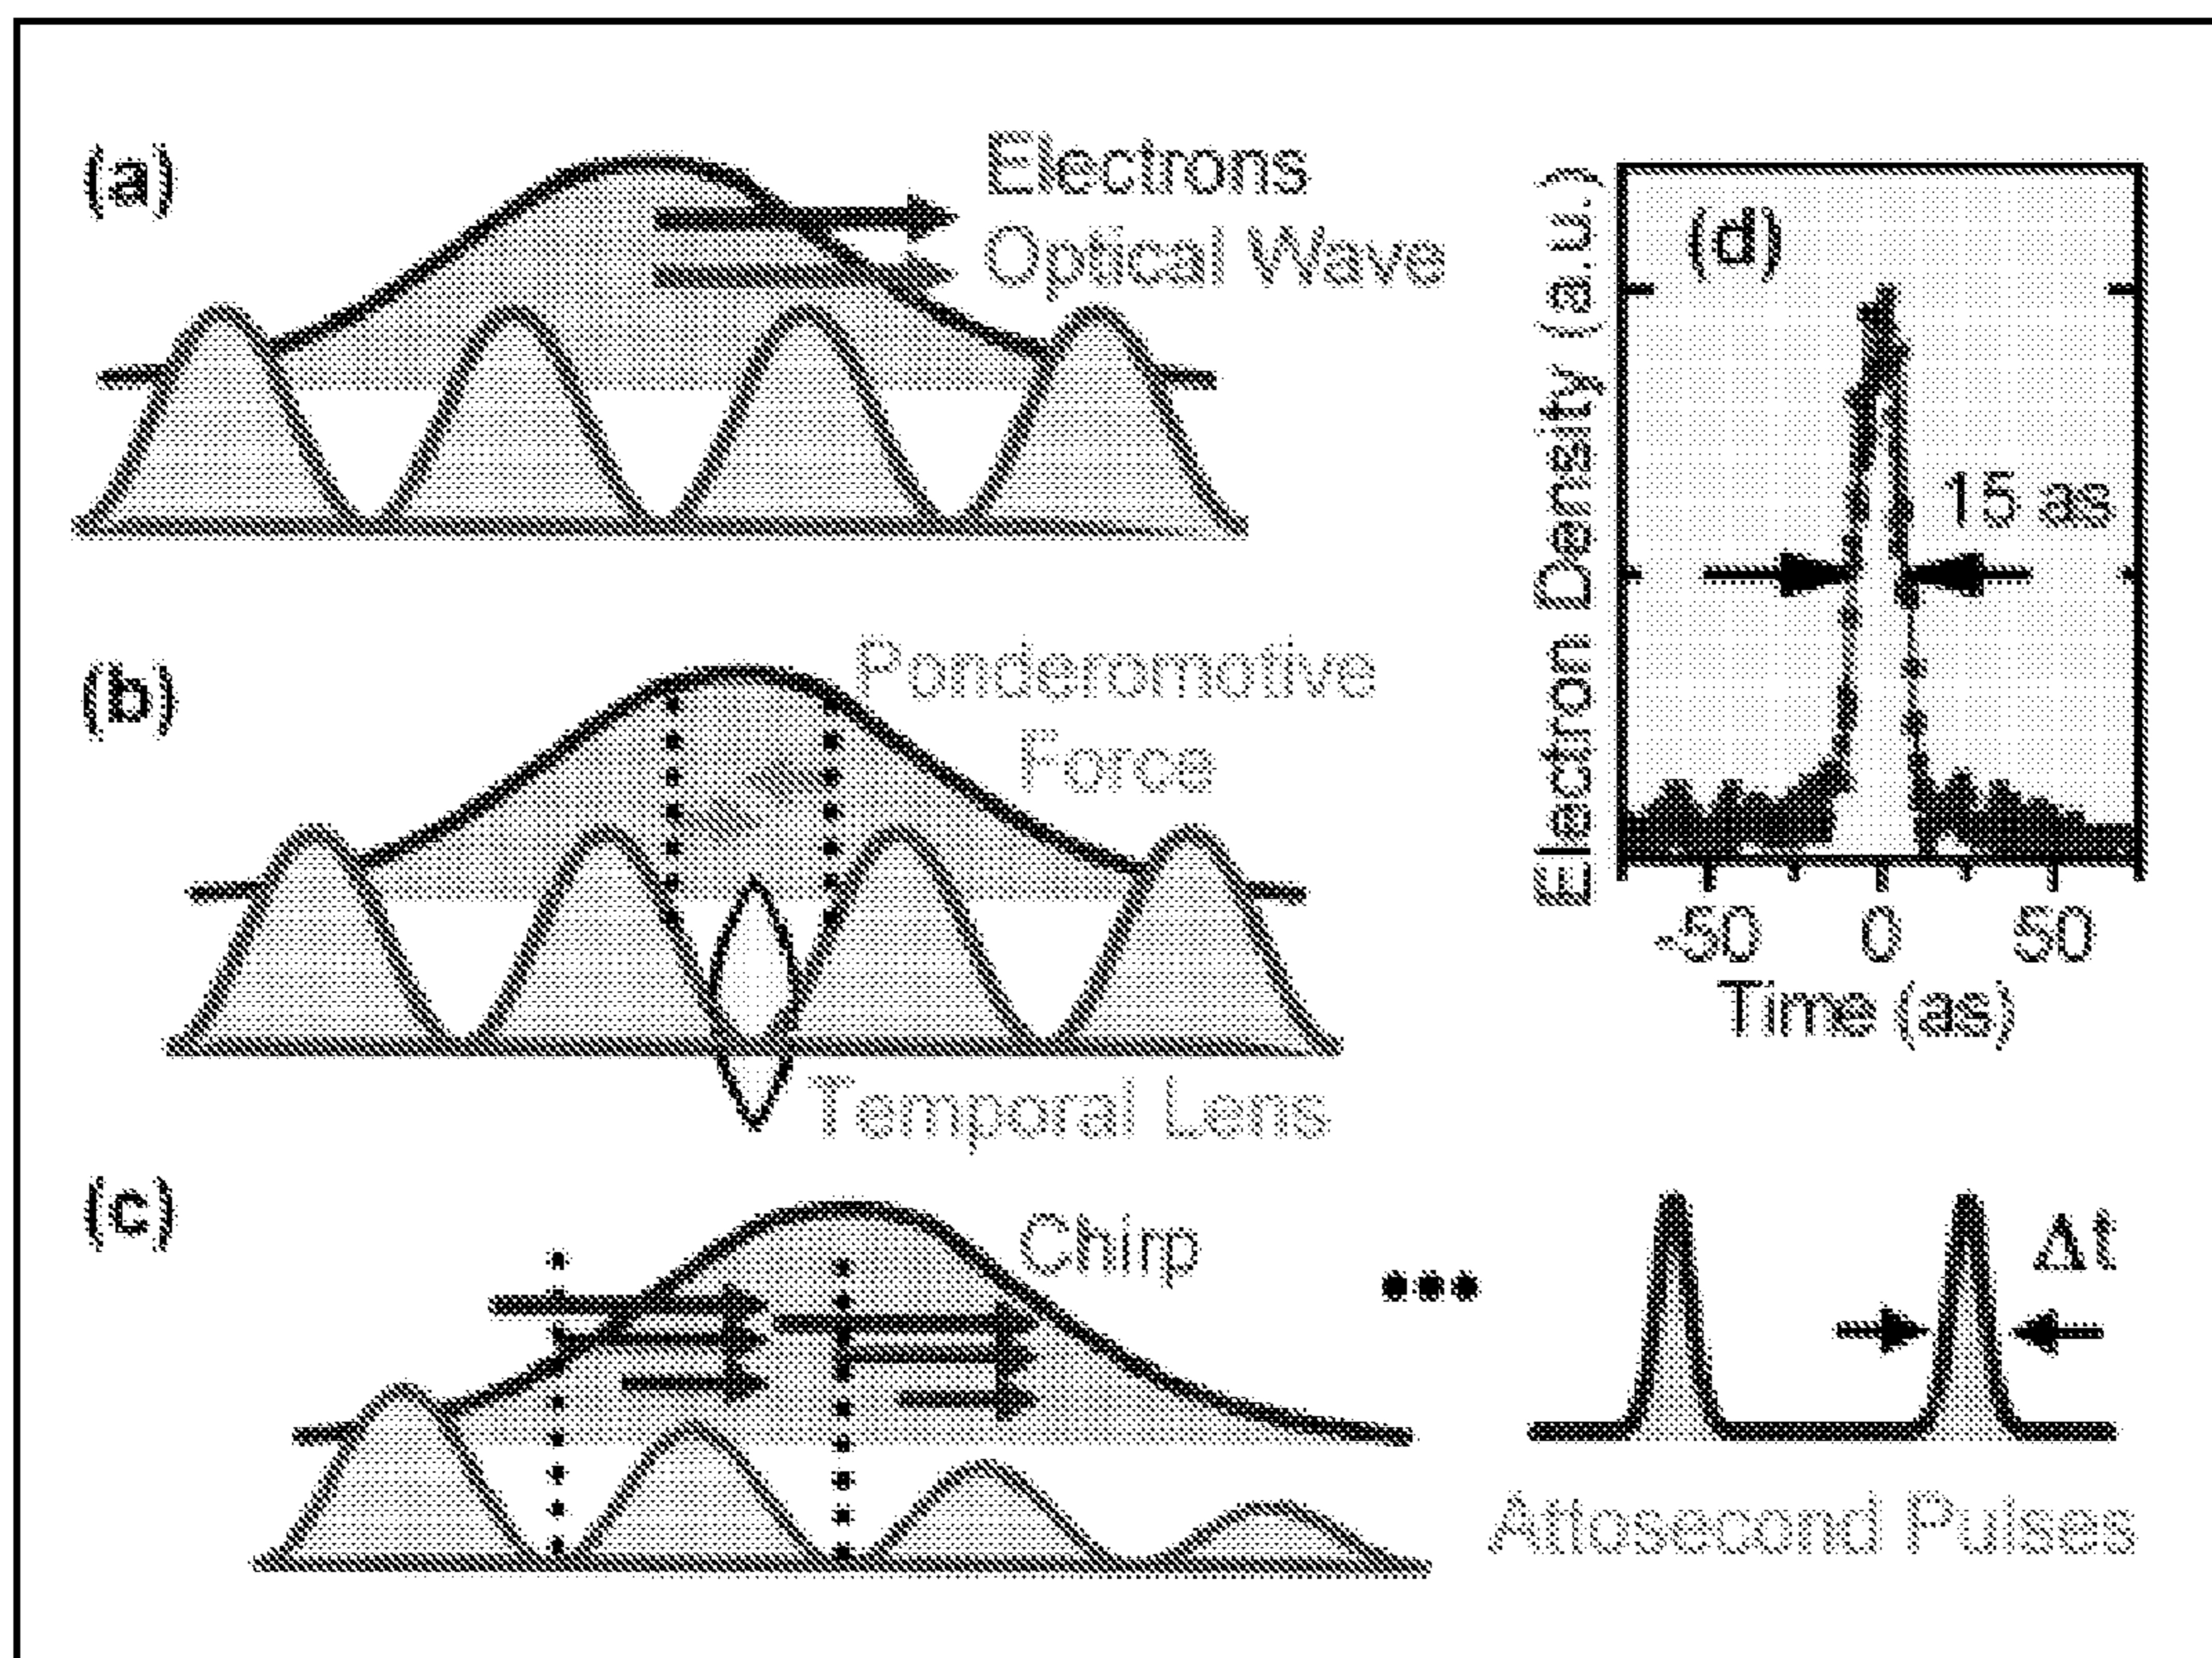 (a)
Electrons
Optical Wave
(b)
Ponderomotive
Force
Temporal Lens
(c)
Chirp
Δt
Attosecond Pulses
(d)
Electron Density (a.u.)
15 as
-50 0 50
Time (as)